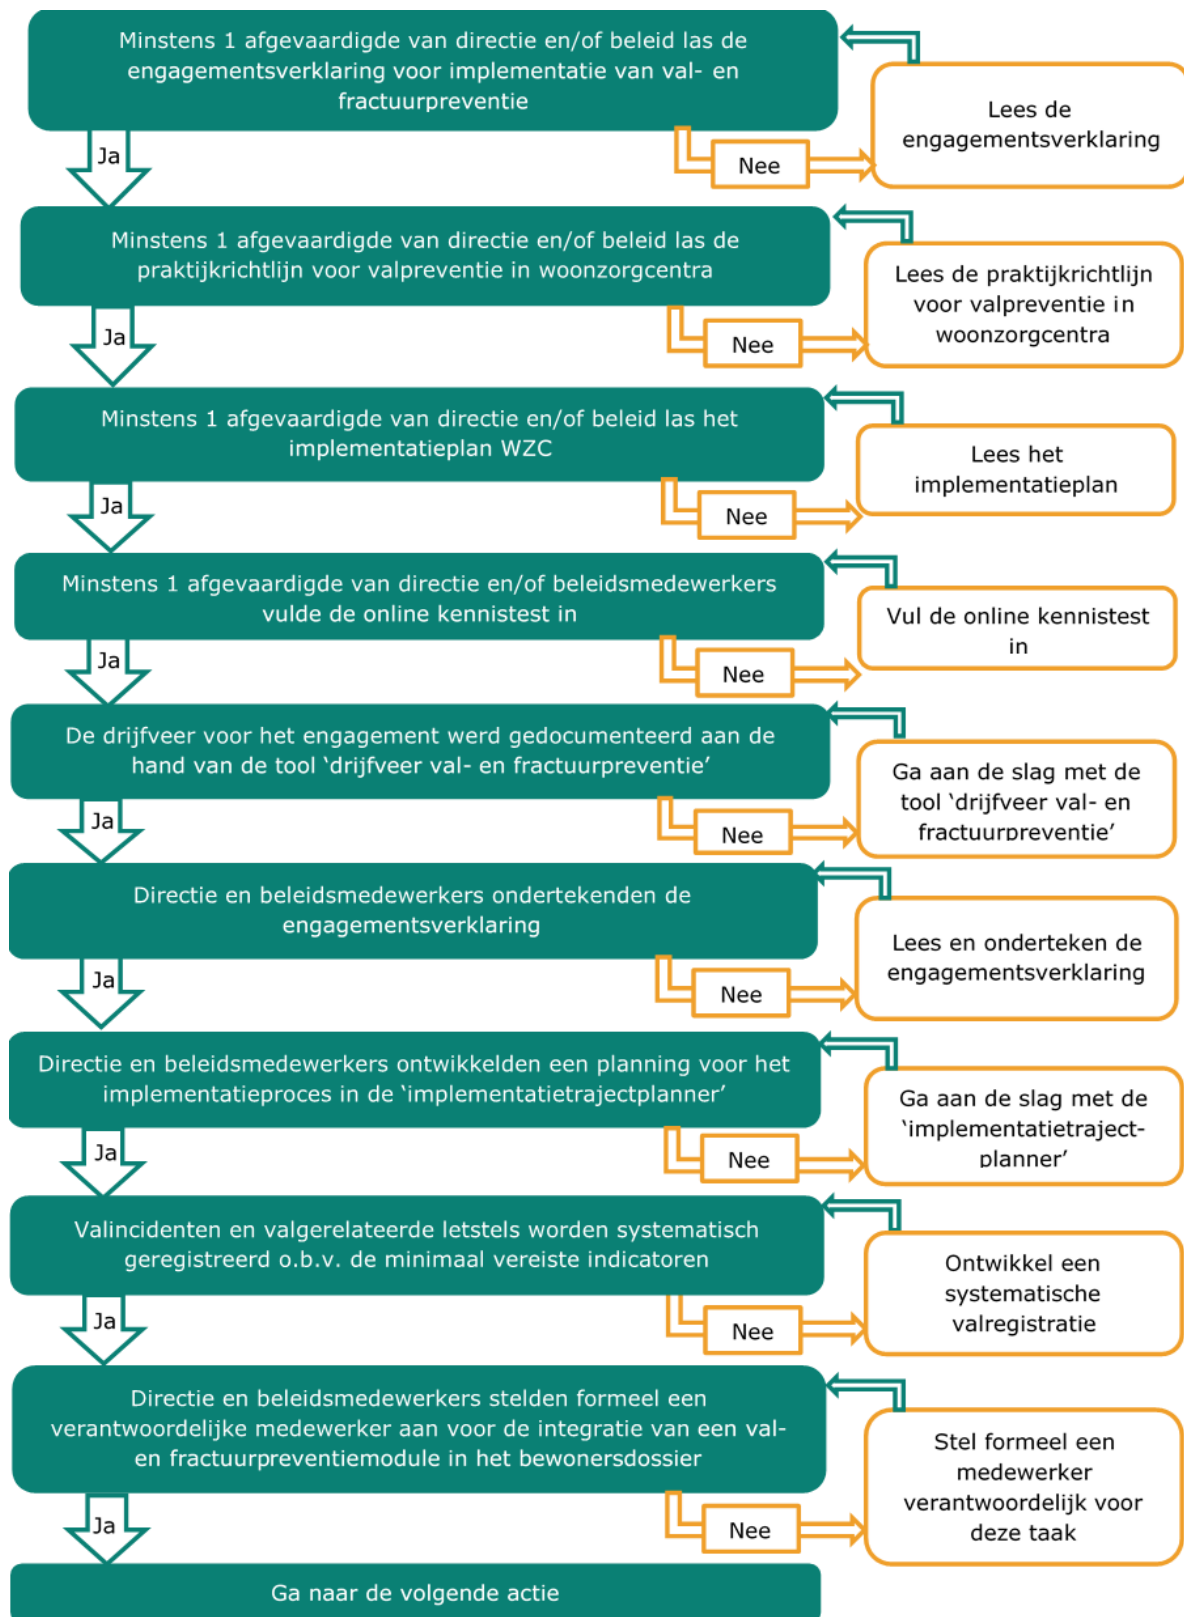 Minstens 1 afgevaardigde van directie en/of beleid las de
engagementsverklaring voor implementatie van val- en
fractuurpreventie
Lees de
engagementsverklaring
Ja
Nee
Minstens 1 afgevaardigde van directie en/of beleid las de
praktijkrichtlijn voor valpreventie in woonzorgcentra
Lees de praktijkrichtlijn
voor valpreventie in
woonzorgcentra
Ja
Nee
Minstens 1 afgevaardigde van directie en/of beleid las het
implementatieplan WZC
Lees het
implementatieplan
Ja
Nee
Minstens 1 afgevaardigde van directie en/of beleidsmedewerkers
vulde de online kennistest in
Vul de online kennistest
in
Ja
Nee
De drijfveer voor het engagement werd gedocumenteerd aan de
hand van de tool ‘drijfveer val- en fractuurpreventie’
Ga aan de slag met de
tool ‘drijfveer val- en
fractuurpreventie’
Ja
Nee
Directie en beleidsmedewerkers ondertekenden de
engagementsverklaring
Lees en onderteken de
engagementsverklaring
Ja
Nee
Directie en beleidsmedewerkers ontwikkelden een planning voor het
implementatieproces in de ‘implementatietrajectplanner’
Ga aan de slag met de
‘implementatietraject-
planner’
Ja
Nee
Valincidenten en valgerelateerde letstels worden systematisch
geregistreerd o.b.v. de minimaal vereiste indicatoren
Ontwikkel een
systematische
valregistratie
Ja
Nee
Directie en beleidsmedewerkers stelden formeel een
verantwoordelijke medewerker aan voor de integratie van een val-
en fractuurpreventiemodule in het bewonersdossier
Stel formeel een
medewerker
verantwoordelijk voor
deze taak
Ja
Nee
Ga naar de volgende actie